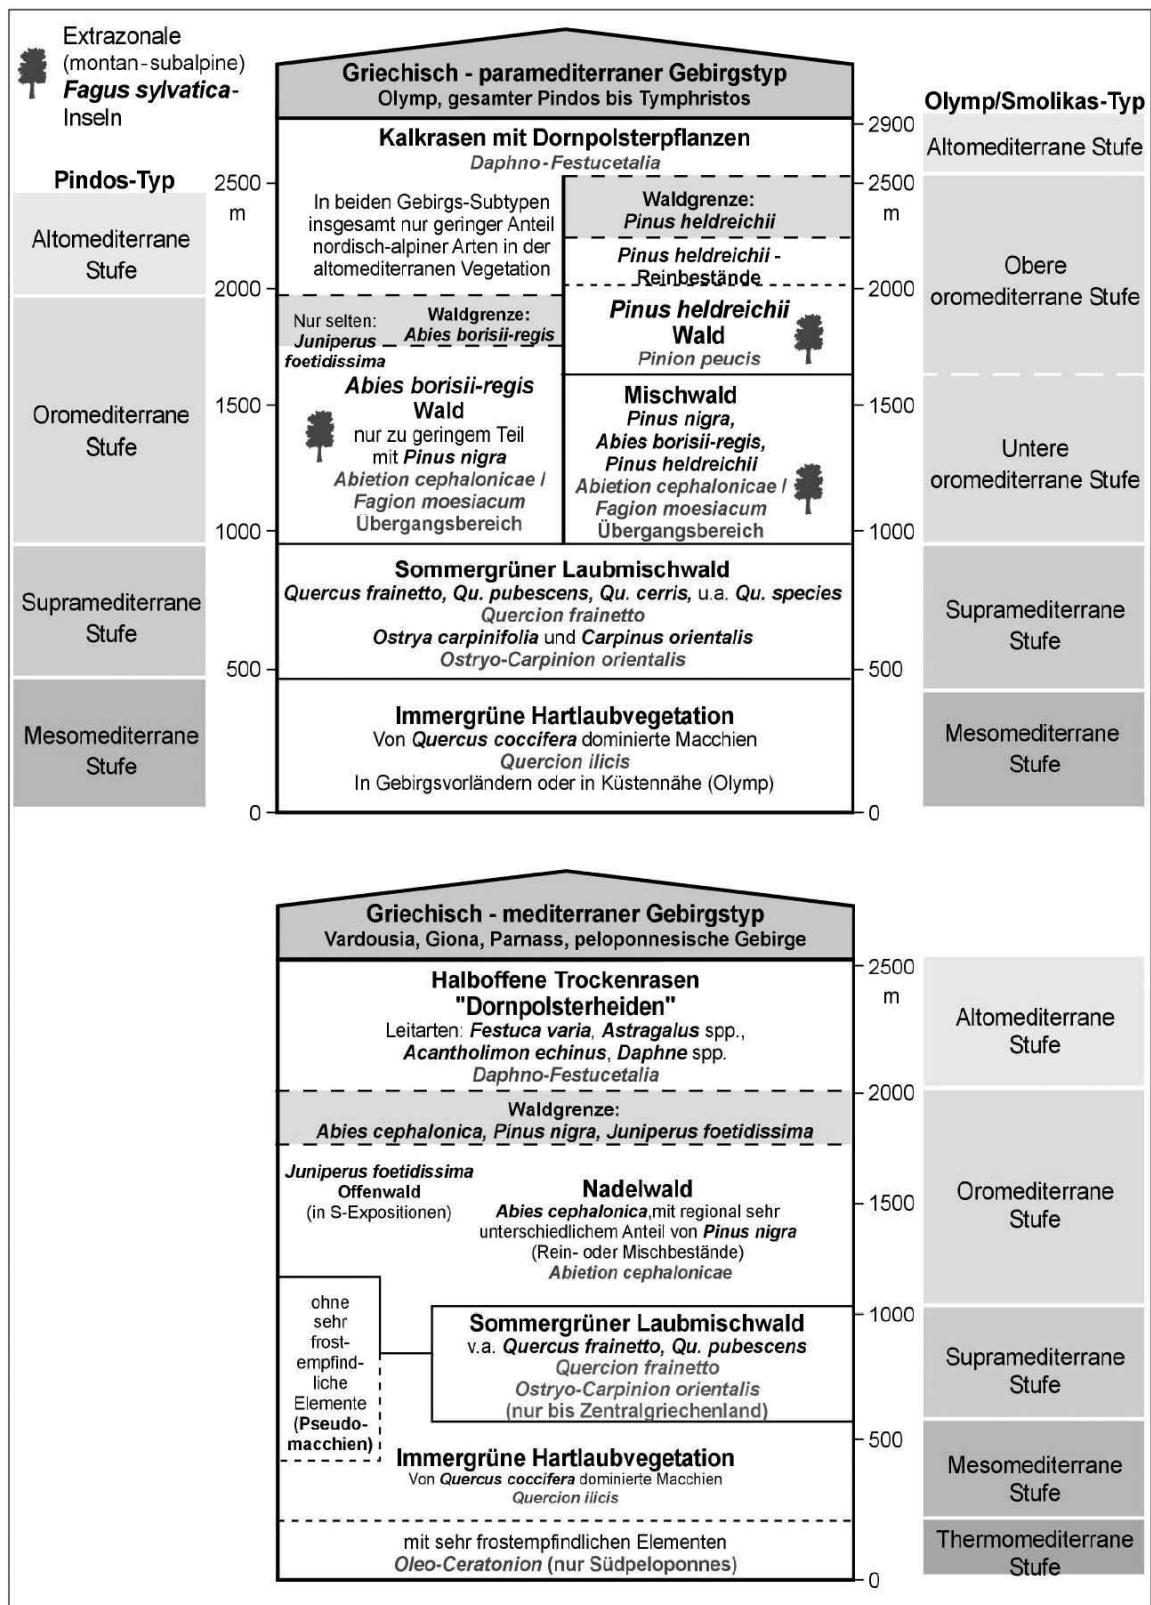 Extrazonale
(montan-subalpine)
Fagus sylvatica-
Inseln
Griechisch - paramediterraner Gebirgstyp
Olymp, gesamter Pindos bis Tymphristos
Pindos-Typ
2500
m
Altomediterrane
Stufe
2000
Oromediterrane
Stufe
1500
1000
Supramediterrane
Stufe
500
Mesomediterrane
Stufe
0
Kalkrasen mit Dornpolsterpflanzen
Daphno-Festucetalia
In beiden Gebirgs-Subtypen
insgesamt nur geringer Anteil
nordisch-alpiner Arten in der
altomediterranen Vegetation
Nur selten:
Juniperus
foetidissima
Waldgrenze:
Abies borisii-regis
Abies borisii-regis
Wald
nur zu geringem Teil
mit Pinus nigra
Abietion cephalonicae /
Fagion moesiacum
Übergangsbereich
Waldgrenze:
Pinus heldreichii
Pinus heldreichii -
Reinbestände
Pinus heldreichii
Wald
Pinion peucis
Mischwald
Pinus nigra,
Abies borisii-regis,
Pinus heldreichii
Abietion cephalonicae /
Fagion moesiacum
Übergangsbereich
Sommergrüner Laubmischwald
Quercus frainetto, Qu. pubescens, Qu. cerris, u.a. Qu. species
Quercion frainetto
Ostrya carpinifolia und Carpinus orientalis
Ostryo-Carpinion orientalis
Immergrüne Hartlaubvegetation
Von Quercus coccifera dominierte Macchien
Quercion ilicis
In Gebirgsvorländern oder in Küstennähe (Olymp)
Olymp/Smolikas-Typ
2900
Altomediterrane Stufe
2500
m
Obere
oromediterrane Stufe
2000
1500
Untere
oromediterrane Stufe
1000
Supramediterrane
Stufe
500
Mesomediterrane
Stufe
0
Griechisch - mediterraner Gebirgstyp
Vardousia, Giona, Parnass, peloponnesische Gebirge
Halboffene Trockenrasen
"Dornpolsterheiden"
Leitarten: Festuca varia, Astragalus spp.,
Acantholimon echinus, Daphne spp.
Daphno-Festucetalia
Waldgrenze:
Abies cephalonica, Pinus nigra, Juniperus foetidissima
Juniperus foetidissima
Offenwald
(in S-Expositionen)
Nadelwald
Abies cephalonica,mit regional sehr
unterschiedlichem Anteil von Pinus nigra
(Rein- oder Mischbestände)
Abietion cephalonicae
ohne
sehr
frost-
empfind-
liche
Elemente
(Pseudo-
macchien)
Sommergrüner Laubmischwald
v.a. Quercus frainetto, Qu. pubescens
Quercion frainetto
Ostryo-Carpinion orientalis
(nur bis Zentralgriechenland)
Immergrüne Hartlaubvegetation
Von Quercus coccifera dominierte Macchien
Quercion ilicis
mit sehr frostempfindlichen Elementen
Oleo-Ceratonion (nur Südpeloponnes)
2500
m
Altomediterrane
Stufe
2000
Oromediterrane
Stufe
1500
1000
Supramediterrane
Stufe
500
Mesomediterrane
Stufe
Thermomediterrane
Stufe
0